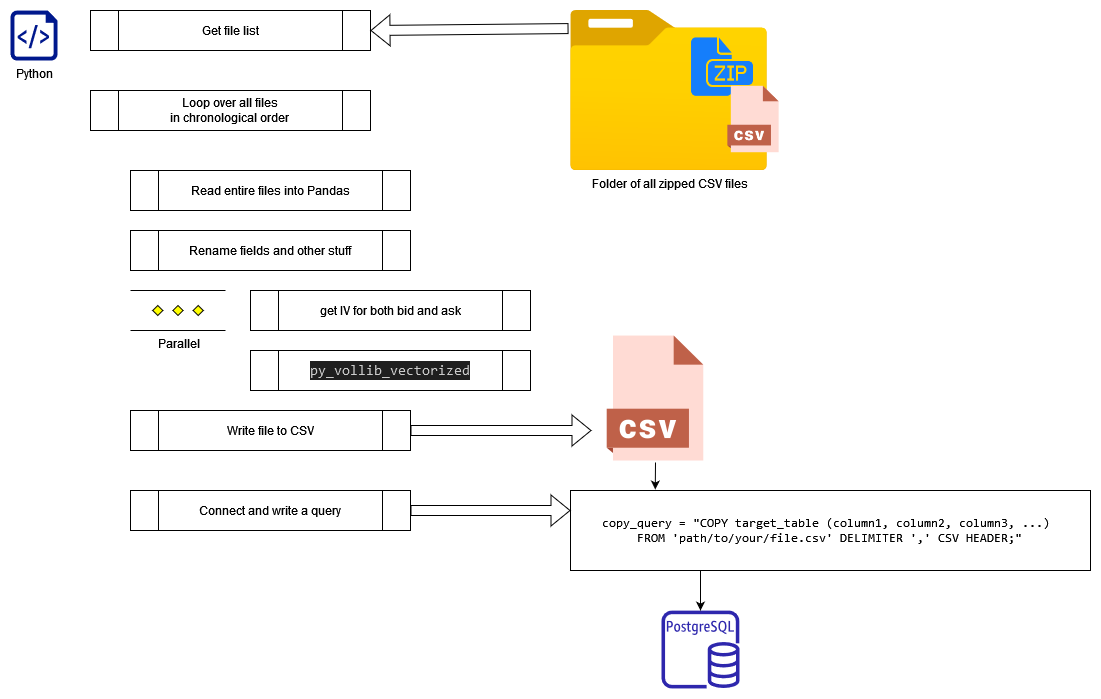 Get file list
Python
ZIP
CSV
Loop over all files
in chronological order
Folder of all zipped CSV files
Read entire files into Pandas
Rename fields and other stuff
get IV for both bid and ask
Parallel
py_vollib_vectorized
Write file to CSV
CSV
Connect and write a query
copy_query = "COPY target_table (column1, column2, column3, ...)
FROM 'path/to/your/file.csv' DELIMITER ',' CSV HEADER;"
PostgreSQL